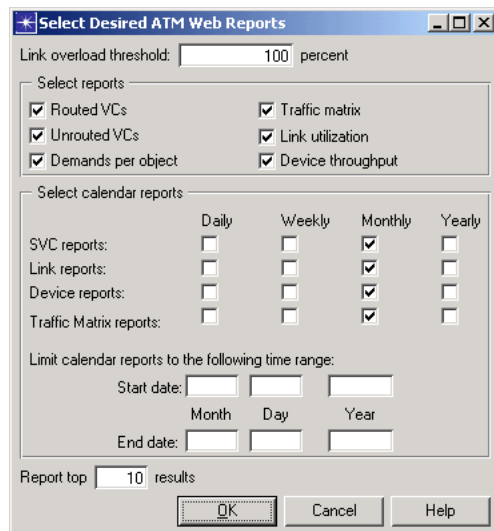 Select Desired ATM Web Reports
Link overload threshold: 100 percent
Select reports
Routed VCs Traffic matrix
Unrouted VCs Link utilization
Demands per object Device throughput
Select calendar reports
Daily Weekly Monthly Yearly
SVC reports:
Link reports:
Device reports:
Traffic Matrix reports:
Limit calendar reports to the following time range:
Start date:
Month Day Year
End date:
Report top 10 results
OK Cancel Help